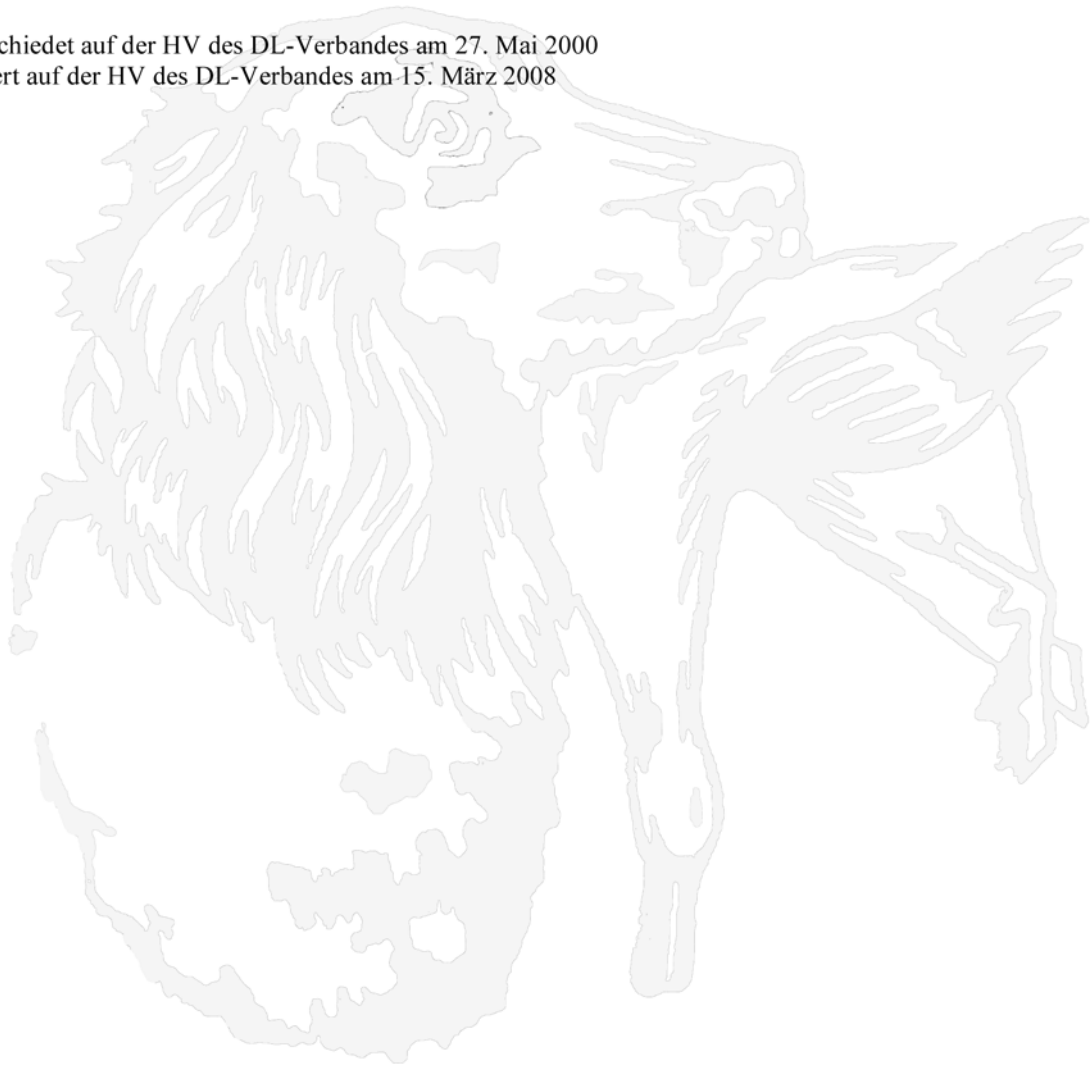 chiedet auf der HV des DL-Verbandes am 27. Mai 2000
ert auf der HV des DL-Verbandes am 15. März 2008